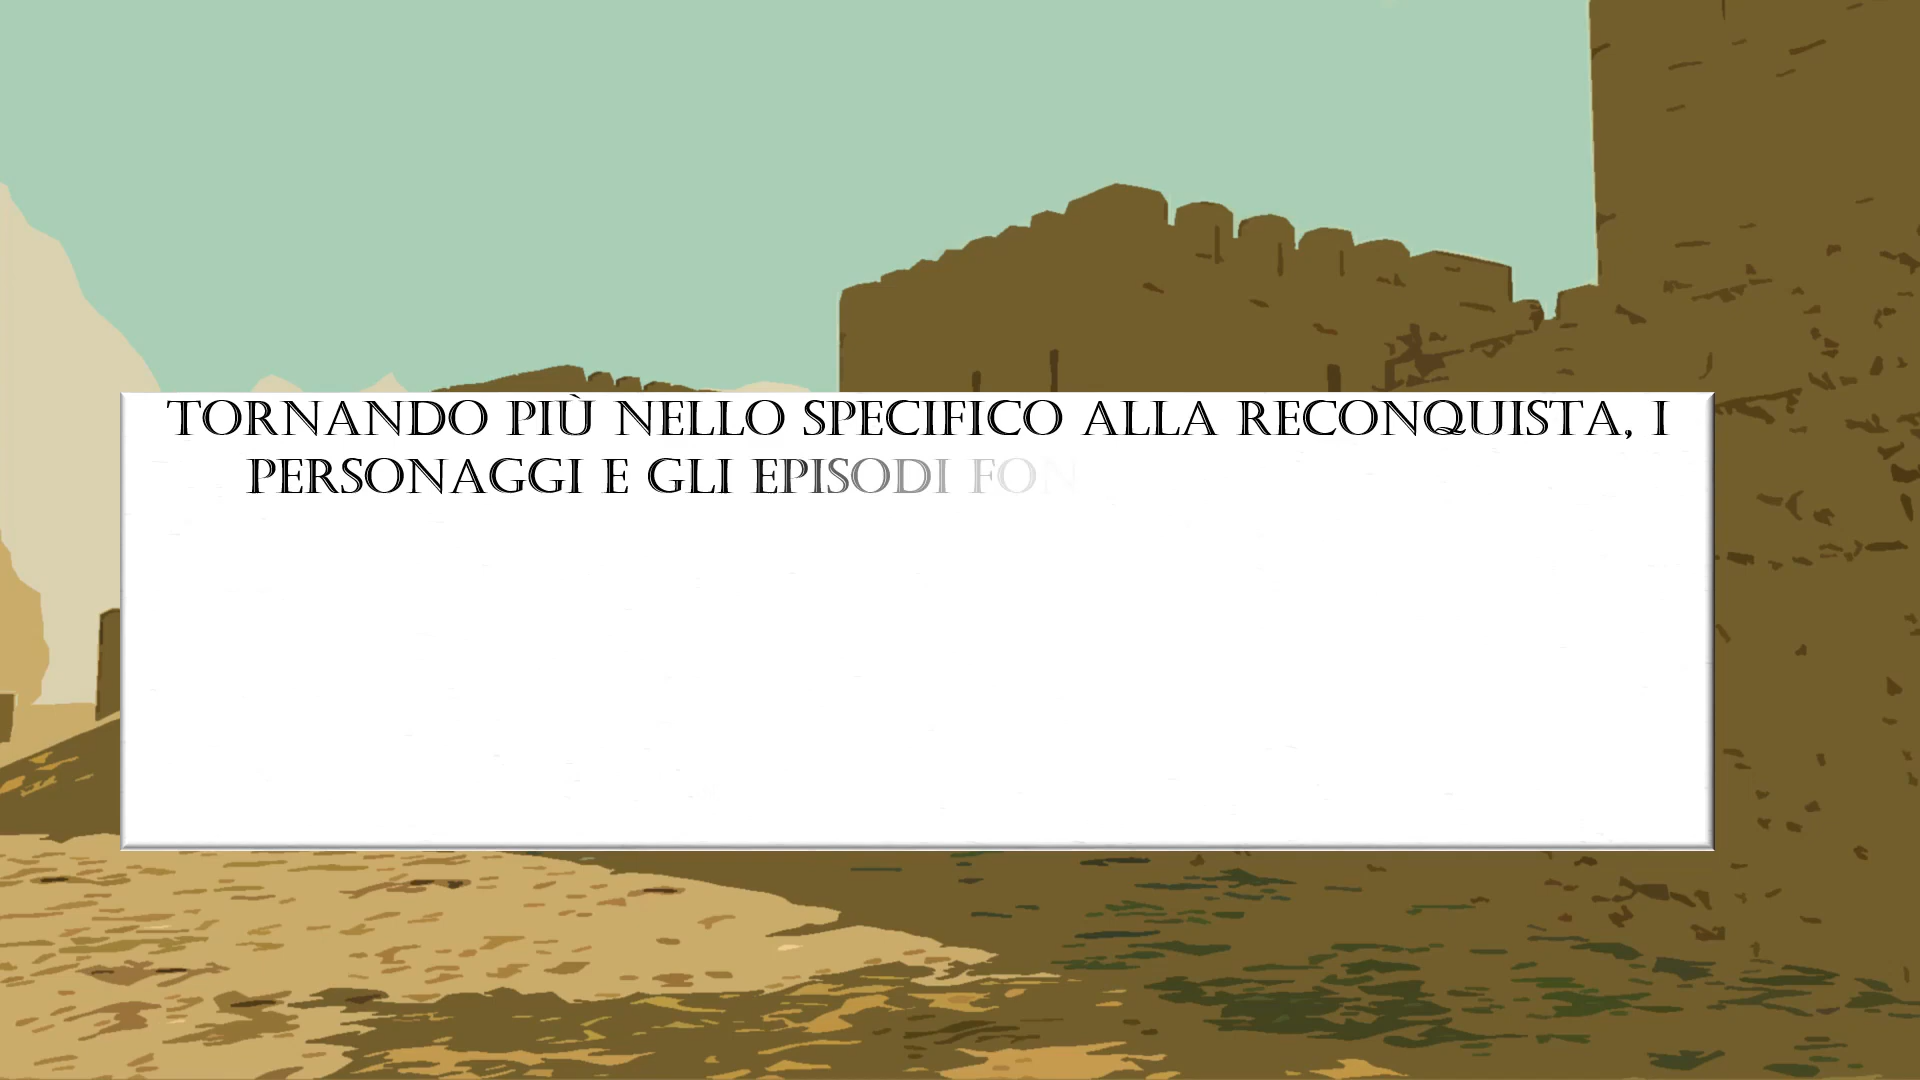 TORNANDO PIÙ NELLO SPECIFICO ALLA RECONQUISTA, I
PERSONAGGI E GLI EPISODI